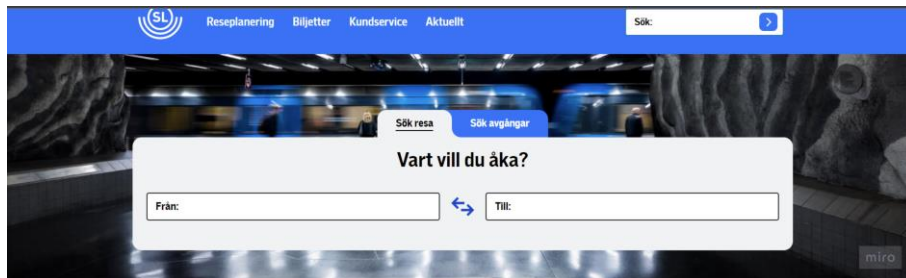 SL
Reseplanering Biljetter Kundservice Aktuellt
Sök:
Sök resa Sök avgångar
Vart vill du åka?
Från: Till:
miro